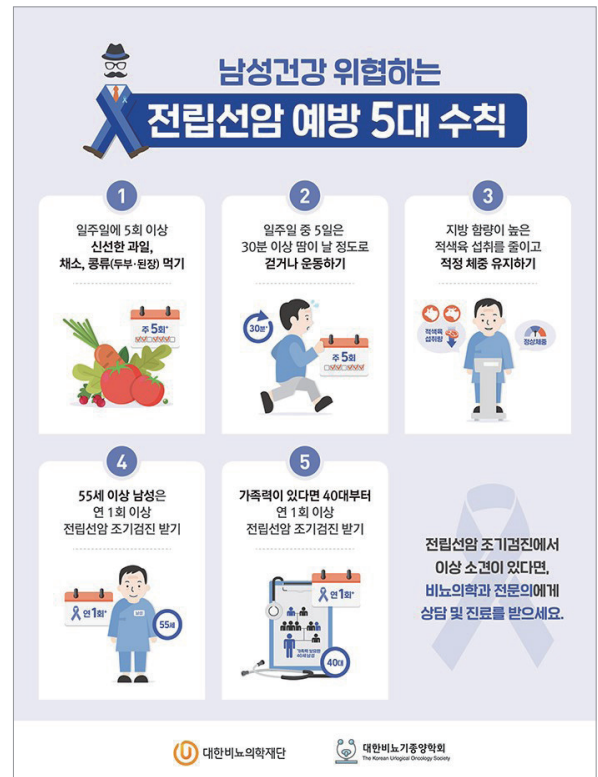 남성건강 위협하는
전립선암 예방 5대 수칙
1
일주일에 5회 이상
신선한 과일,
채소, 콩류(두부·된장) 먹기
주 5회+
2
일주일 중 5일은
30분 이상 땀이 날 정도로
걷거나 운동하기
30분+
주 5회
3
지방 함량이 높은
적색육 섭취를 줄이고
적정 체중 유지하기
적색육
섭취량
정상체중
4
55세 이상 남성은
연 1회 이상
전립선암 조기검진 받기
연 1회+
55세
5
가족력이 있다면 40대부터
연 1회 이상
전립선암 조기검진 받기
연 1회+
40대
전립선암 조기검진에서
이상 소견이 있다면,
비뇨의학과 전문의에게
상담 및 진료를 받으세요.
대한비뇨의학재단
대한비뇨기종양학회
The Korean Urological Oncology Society